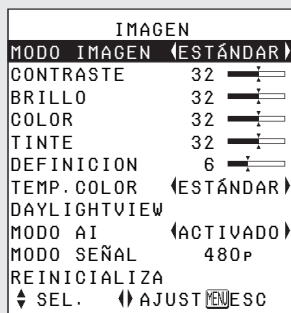 IMAGEN
MODO IMAGEN ESTÁNDAR
CONTRASTE 32
BRILLO 32
COLOR 32
TINTE 32
DEFINICION 6
TEMP.COLOR ESTÁNDAR
DAYLIGHTVIEW
MODO AI ACTIVADO
MODO SEÑAL 480P
REINICIALIZA
SEL. AJUST MENU ESC